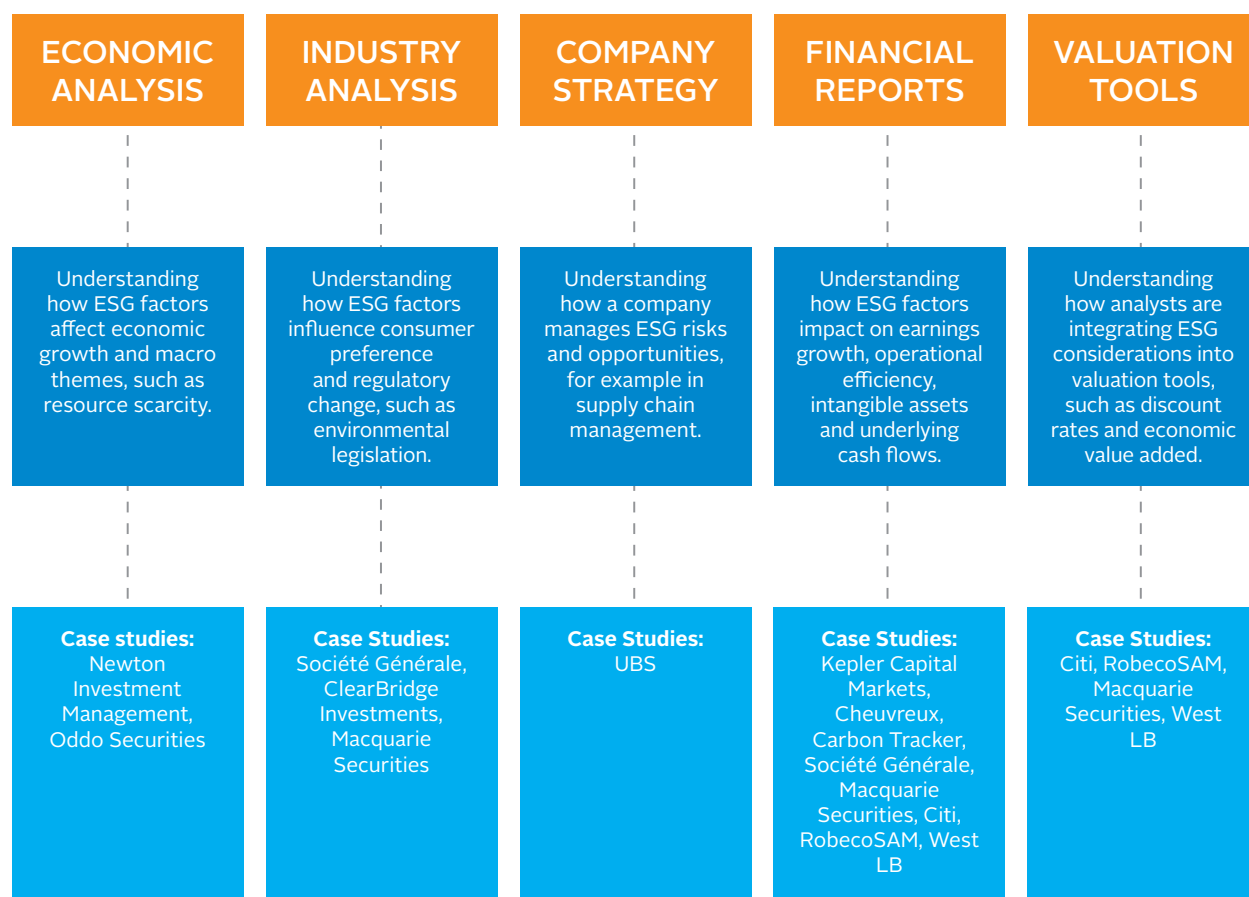 ECONOMIC
ANALYSIS
Understanding
how ESG factors
affect economic
growth and macro
themes, such as
resource scarcity.
Case studies:
Newton
Investment
Management,
Oddo Securities
INDUSTRY
ANALYSIS
Understanding
how ESG factors
influence consumer
preference
and regulatory
change, such as
environmental
legislation.
Case Studies:
Société Générale,
ClearBridge
Investments,
Macquarie
Securities
COMPANY
STRATEGY
Understanding
how a company
manages ESG risks
and opportunities,
for example in
supply chain
management.
Case Studies:
UBS
FINANCIAL
REPORTS
Understanding
how ESG factors
impact on earnings
growth, operational
efficiency,
intangible assets
and underlying
cash flows.
Case Studies:
Kepler Capital
Markets,
Cheuvreux,
Carbon Tracker,
Société Générale,
Macquarie
Securities, Citi,
RobecoSAM, West
LB
VALUATION
TOOLS
Understanding
how analysts are
integrating ESG
considerations into
valuation tools,
such as discount
rates and economic
value added.
Case Studies:
Citi, RobecoSAM,
Macquarie
Securities, West
LB